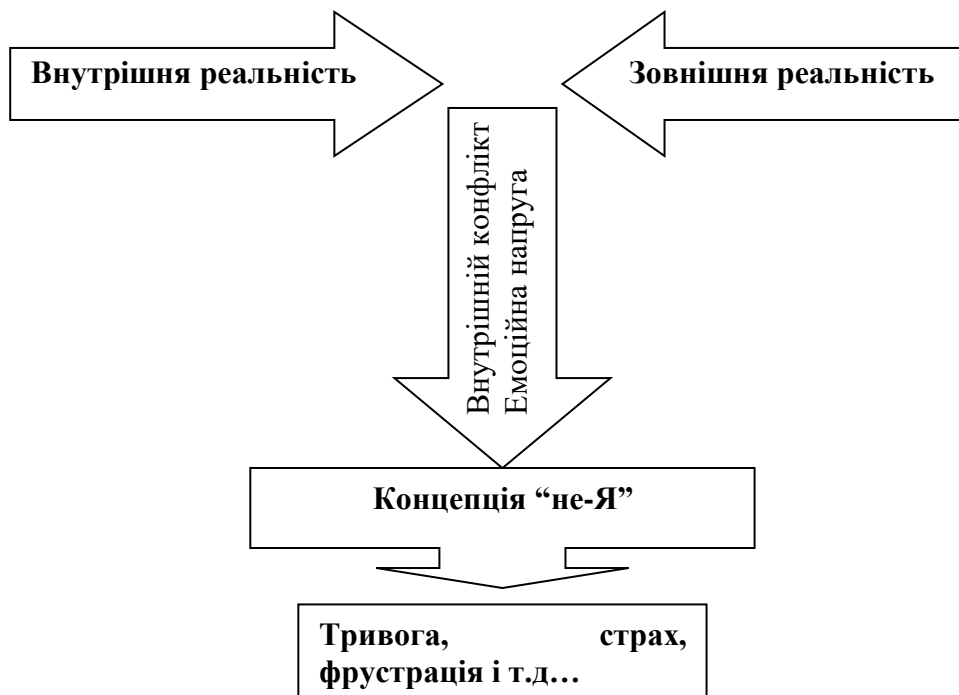 Внутрішня реальність
Зовнішня реальність
Внутрішній конфлікт
Емоційна напруга
Концепція “не-Я”
Тривога, страх,
фрустрація і т.д…